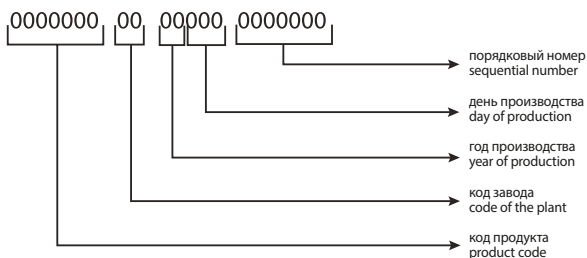 0000000 00 00000 0000000
порядковый номер
sequential number
день производства
day of production
год производства
year of production
код завода
code of the plant
код продукта
product code